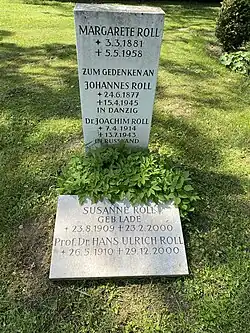 MARGARETE ROLL
+ 3.3.1881
+ 5.5.1958
ZUM GEDENKEN AN
JOHANNES ROLL
+ 24.6.1877
+ 15.4.1945
IN DANZIG
Dr. JOACHIM ROLL
+ 7.4.1914
+ 13.7.1943
IN RUSSLAND
SUSANNE ROLL
GEB LADE
+ 23.8.1909 + 23.2.2000
Prof. Dr. HANS ULRICH ROLL
+ 26.5.1910 + 29.12.2000